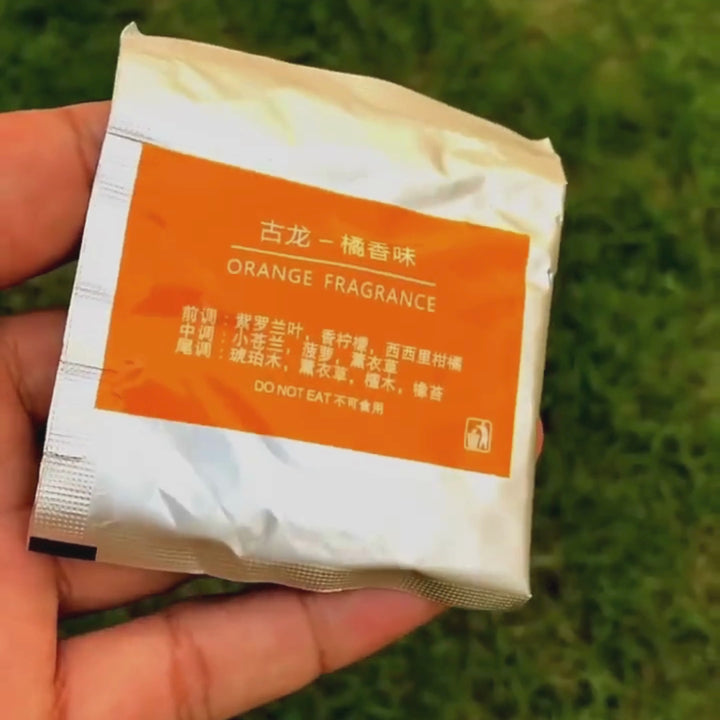 古龙 – 橘香味
ORANGE FRAGRANCE
前调：紫罗兰叶，香柠檬，西西里柑橘
中调：小苍兰，菠萝，薰衣草
尾调：琥珀木，薰衣草，檀木，橡苔
DO NOT EAT 不可食用